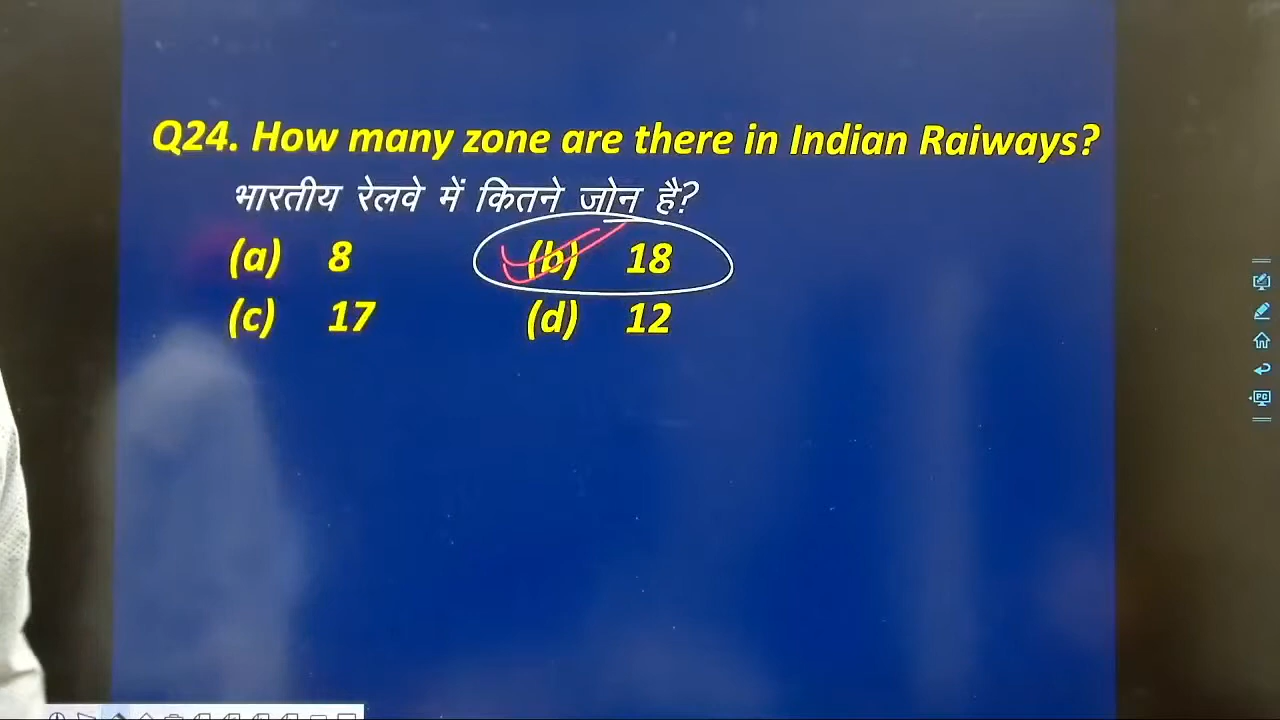 Q24. How many zone are there in Indian Raiways?
भारतीय रेलवे में कितने जोन है?
(a) 8 (b) 18
(c) 17 (d) 12